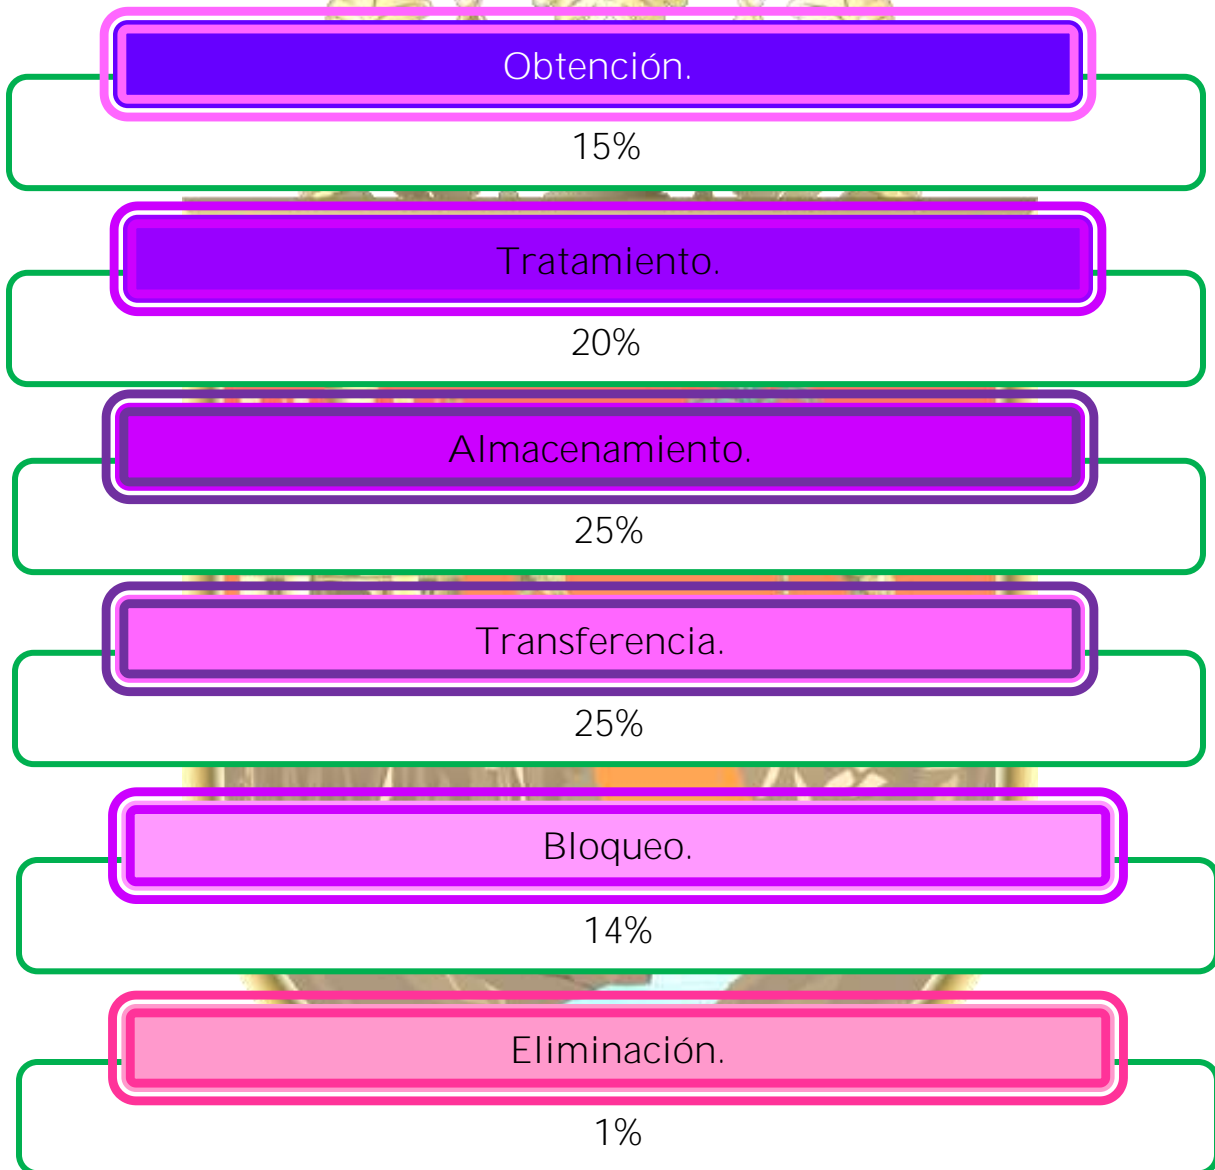 Obtención.
15%
Tratamiento.
20%
Almacenamiento.
25%
Transferencia.
25%
Bloqueo.
14%
Eliminación.
1%